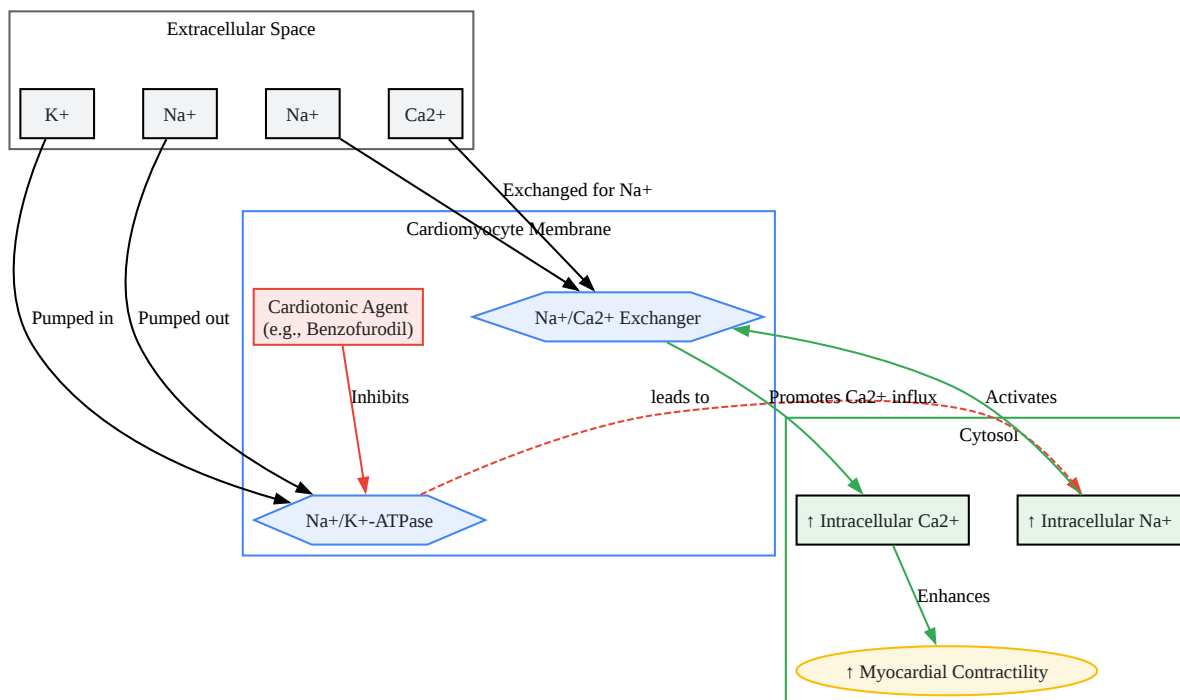 Extracellular Space
K+
Na+
Na+
Ca2+
Exchanged for Na+
Cardiomyocyte Membrane
Cardiotonic Agent
(e.g., Benzofurodil)
Na+/Ca2+ Exchanger
Pumped in
Pumped out
Inhibits
leads to
Promotes Ca2+ influx
Activates
Cytosol
Na+/K+-ATPase
↑ Intracellular Ca2+
↑ Intracellular Na+
Enhances
↑ Myocardial Contractility